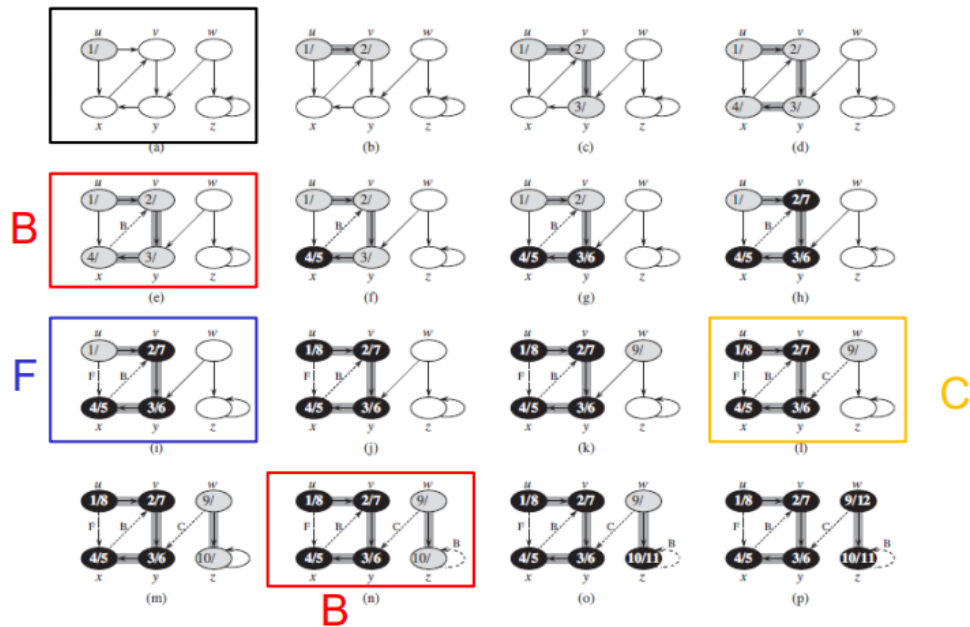 u v w u v w u v w u v w
1/ 1/ 2/ 1/ 2/ 1/ 2/
3/ 4/ 3/
x y z x y z x y z x y z
(a) (b) (c) (d)
u v w u v w u v w u v w
1/ 2/ 1/ 2/ 1/ 2/ 1/ 2/7
B B B B B
4/ 3/ 4/5 3/ 4/5 3/6 4/5 3/6
x y z x y z x y z x y z
(e) (f) (g) (h)
u v w u v w u v w u v w
1/ 2/7 1/8 2/7 1/8 2/7 9/ 1/8 2/7 9/
F F B F B F B F B C C
4/5 3/6 4/5 3/6 4/5 3/6 4/5 3/6
x y z x y z x y z x y z
(i) (j) (k) (l)
u v w u v w u v w u v w
1/8 2/7 9/ 1/8 2/7 9/ 1/8 2/7 9/ 1/8 2/7 9/12
F B C F B C B F B C B F B C B
4/5 3/6 10/ 4/5 3/6 10/ 4/5 3/6 10/11 4/5 3/6 10/11
x y z x y z x y z x y z
(m) (n) (o) (p)
B